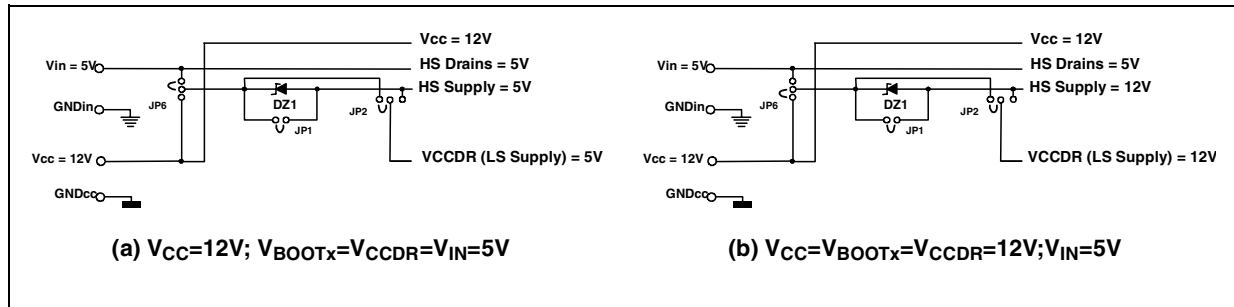 Vcc = 12V
Vin = 5V
HS Drains = 5V
HS Supply = 5V
JP6
DZ1
JP2
GNDin
JP1
Vcc = 12V
VCCDR (LS Supply) = 5V
GNDcc
(a) VCC=12V; VBOOTx=VCCDR=VIN=5V
Vcc = 12V
Vin = 5V
HS Drains = 5V
HS Supply = 12V
JP6
DZ1
JP2
GNDin
JP1
Vcc = 12V
VCCDR (LS Supply) = 12V
GNDcc
(b) VCC=VBOOTx=VCCDR=12V;VIN=5V